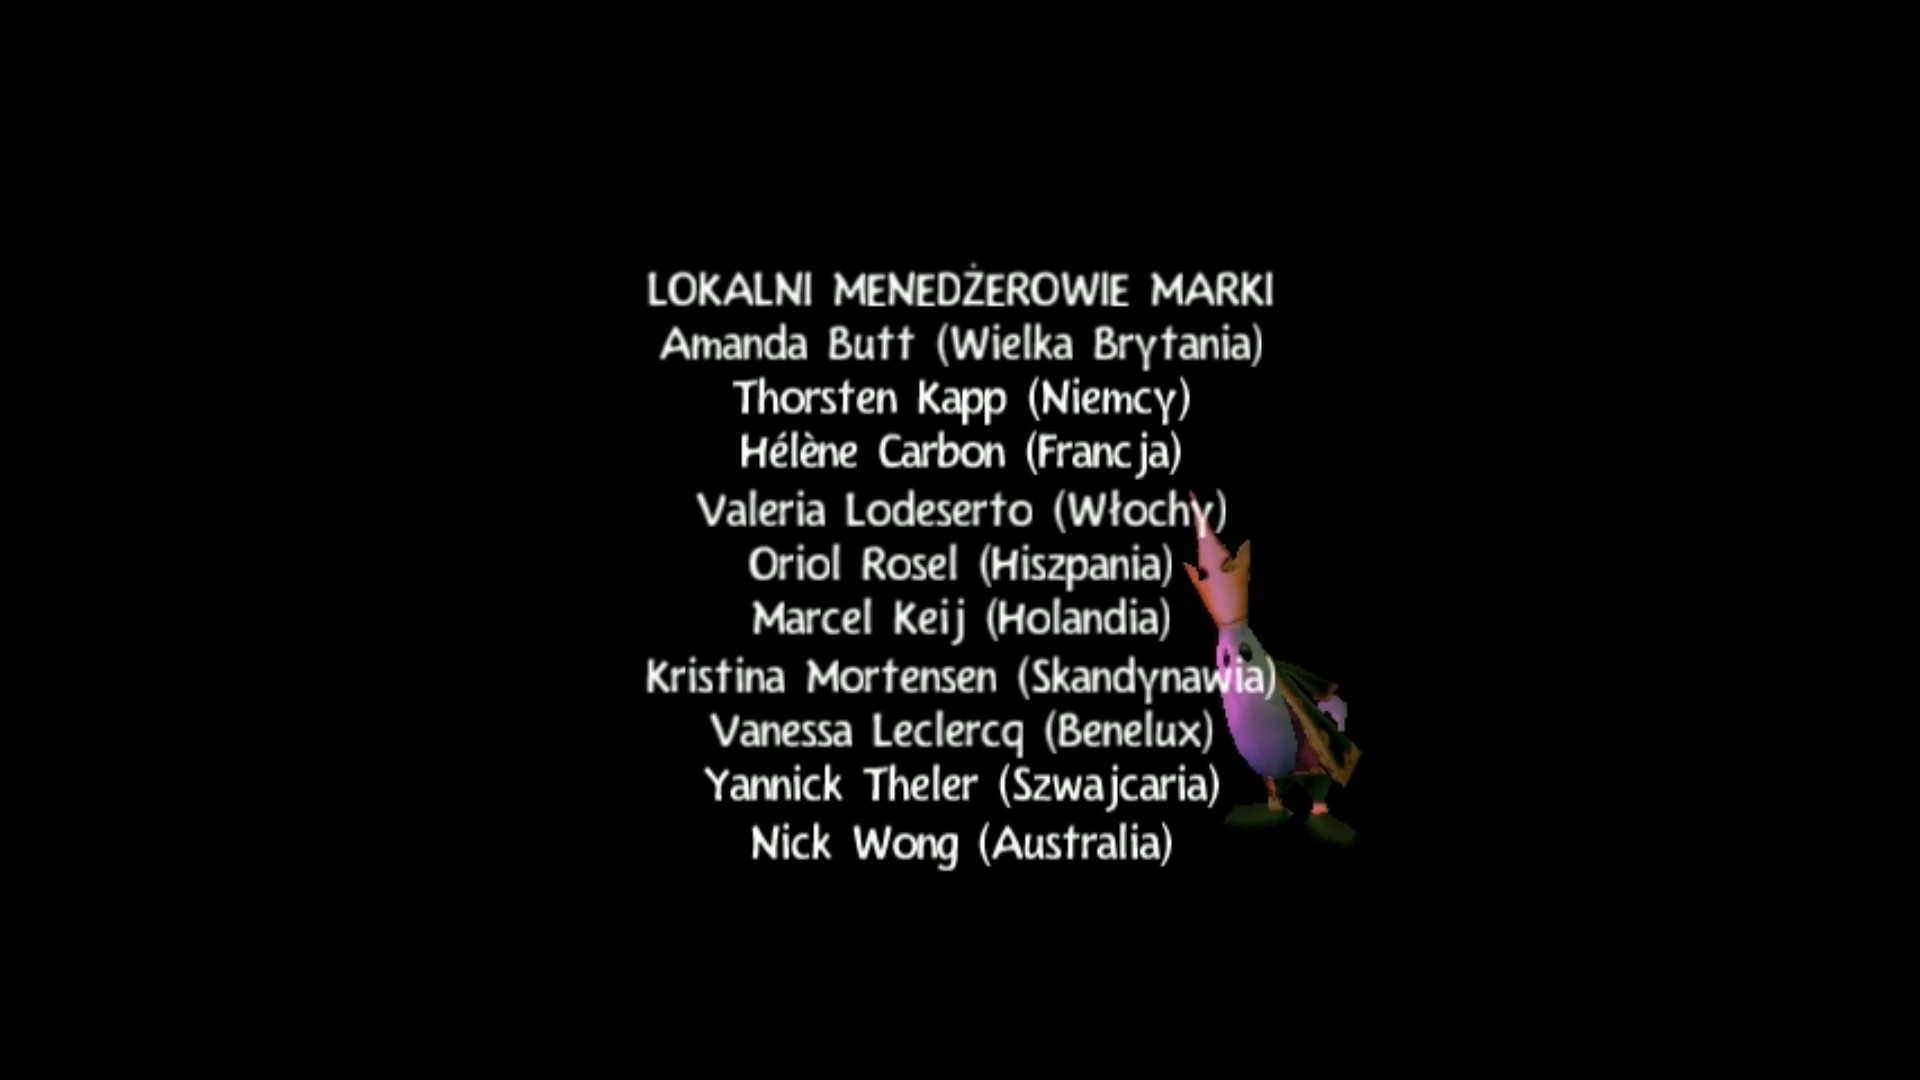 LOKALNI MENEDŻEROWIE MARKI
Amanda Butt (Wielka Brytania)
Thorsten Kapp (Niemcy)
Hélène Carbon (Francja)
Valeria Lodeserto (Włochy)
Oriol Rosel (Hiszpania)
Marcel Keij (Holandia)
Kristina Mortensen (Skandynawia)
Vanessa Leclercq (Benelux)
Yannick Theler (Szwajcaria)
Nick Wong (Australia)